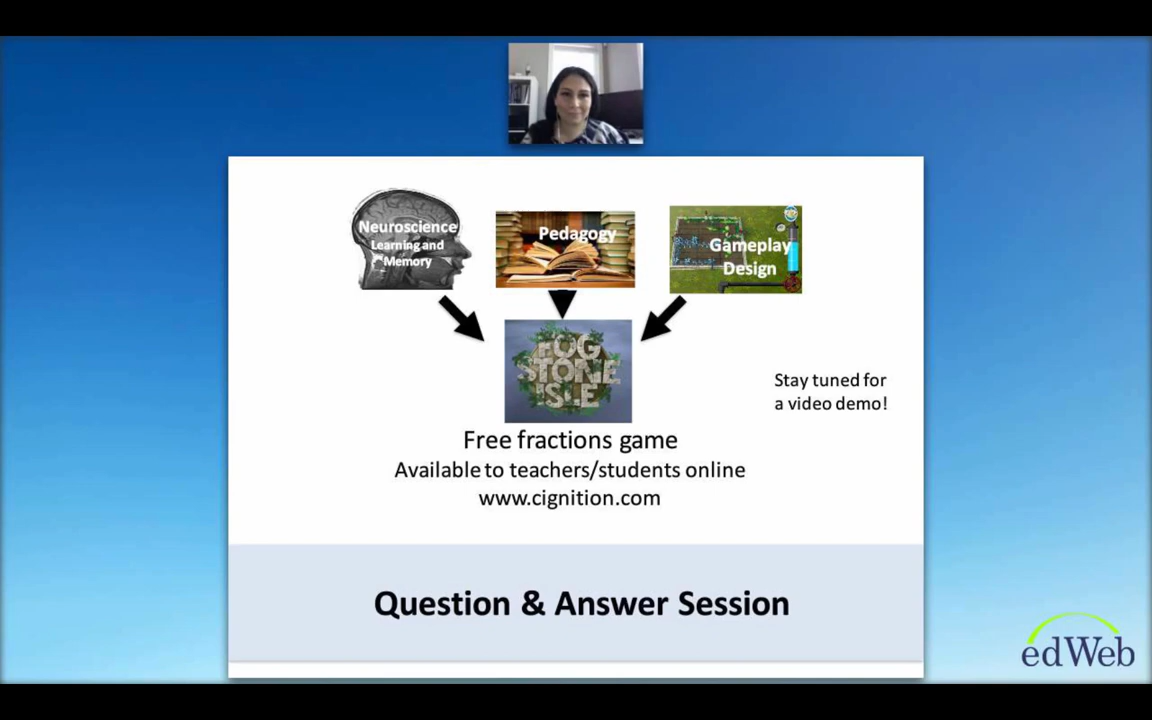 Neuroscience
Learning and
Memory
Pedagogy
Gameplay
Design
FOG
STONE
ISLE
Stay tuned for
a video demo!
Free fractions game
Available to teachers/students online
www.cignition.com
Question & Answer Session
edWeb